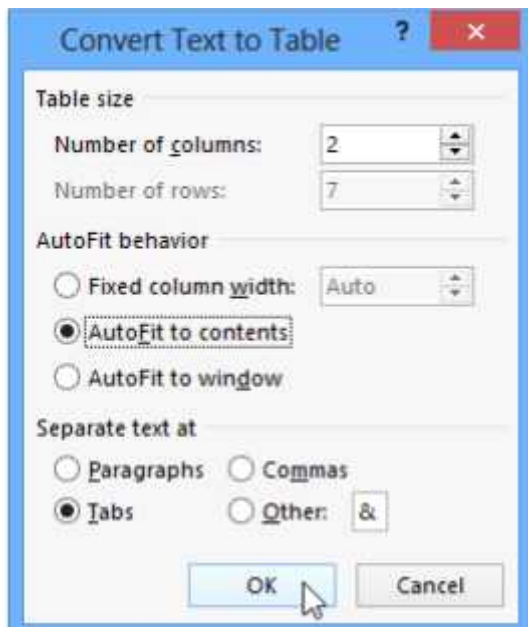 Convert Text to Table ? ×
Table size
Number of columns: 2
Number of rows: 7
AutoFit behavior
Fixed column width: Auto
AutoFit to contents
AutoFit to window
Separate text at
Paragraphs Commas
Tabs Other: &
OK Cancel